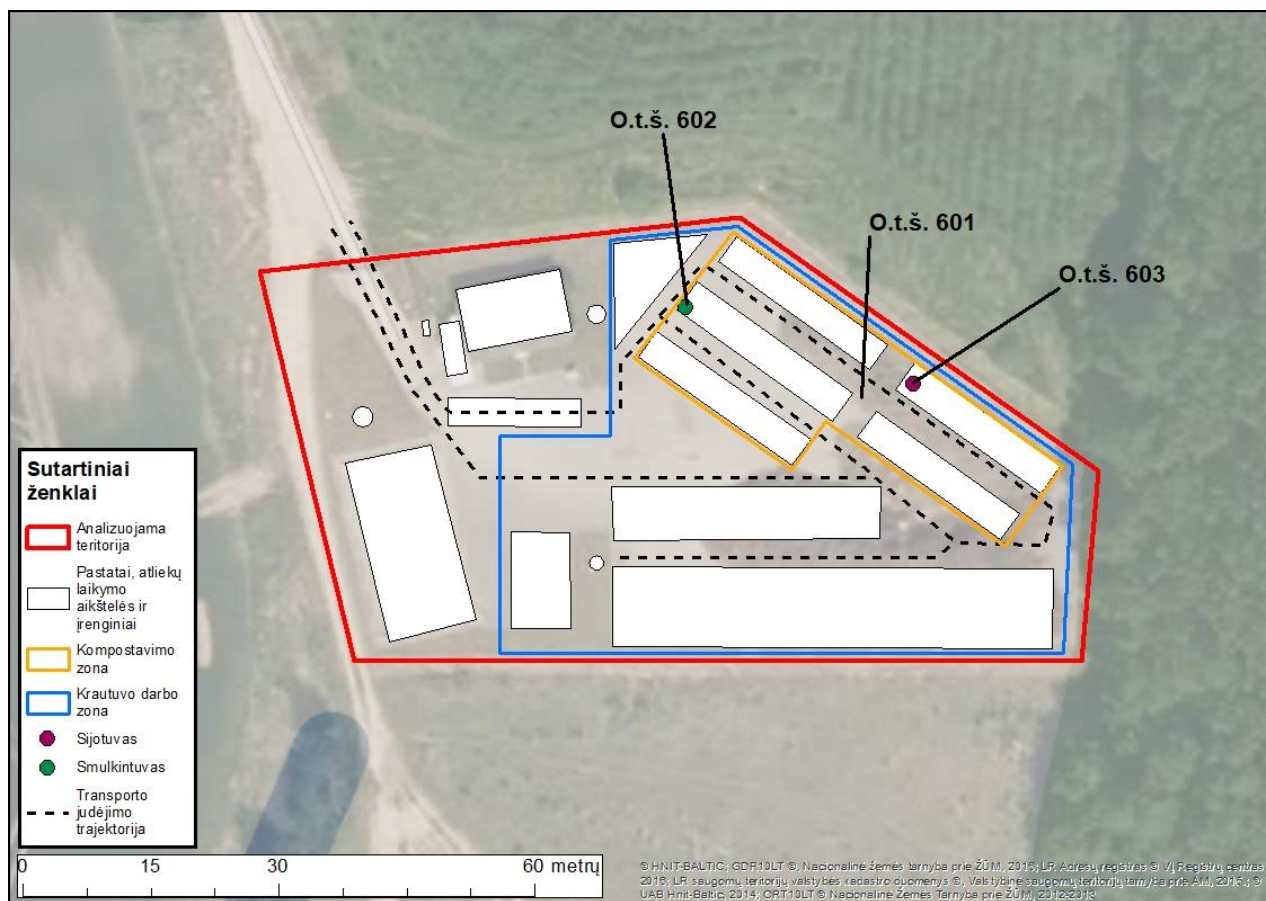 O.t.š. 602
O.t.š. 601
O.t.š. 603
Sutartiniai
ženklai
Analizuojama
teritorija
Pastatai, atliekų
laikymo
aikštelės ir
įrenginiai
Kompostavimo
zona
Krautuvo darbo
zona
Sijotuvas
Smulkintuvas
Transporto
judėjimo
trajektorija
0 15 30 60 metrų
© HNIT-BALTIC; GDR10LT ©, Nacionalinė žemės tarnyba prie ŽŪM, 2016; LR Adresų registras © VĮ Registrų centras
2016; LR saugomų teritorijų valstybės kadastro duomenys ©, Valstybinė saugomų teritorijų tarnyba prie AM, 2016.; ©
UAB Hnit-Baltic, 2014; ORT10LT © Nacionalinė Žemės Tarnyba prie ŽŪM, 2012-2013